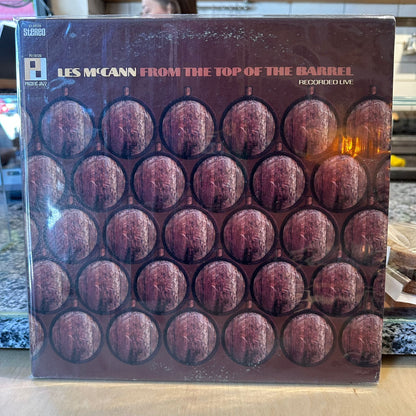 STEREO
LES McCANN FROM THE TOP OF THE BARREL
PACIFIC JAZZ
RECORDED LIVE